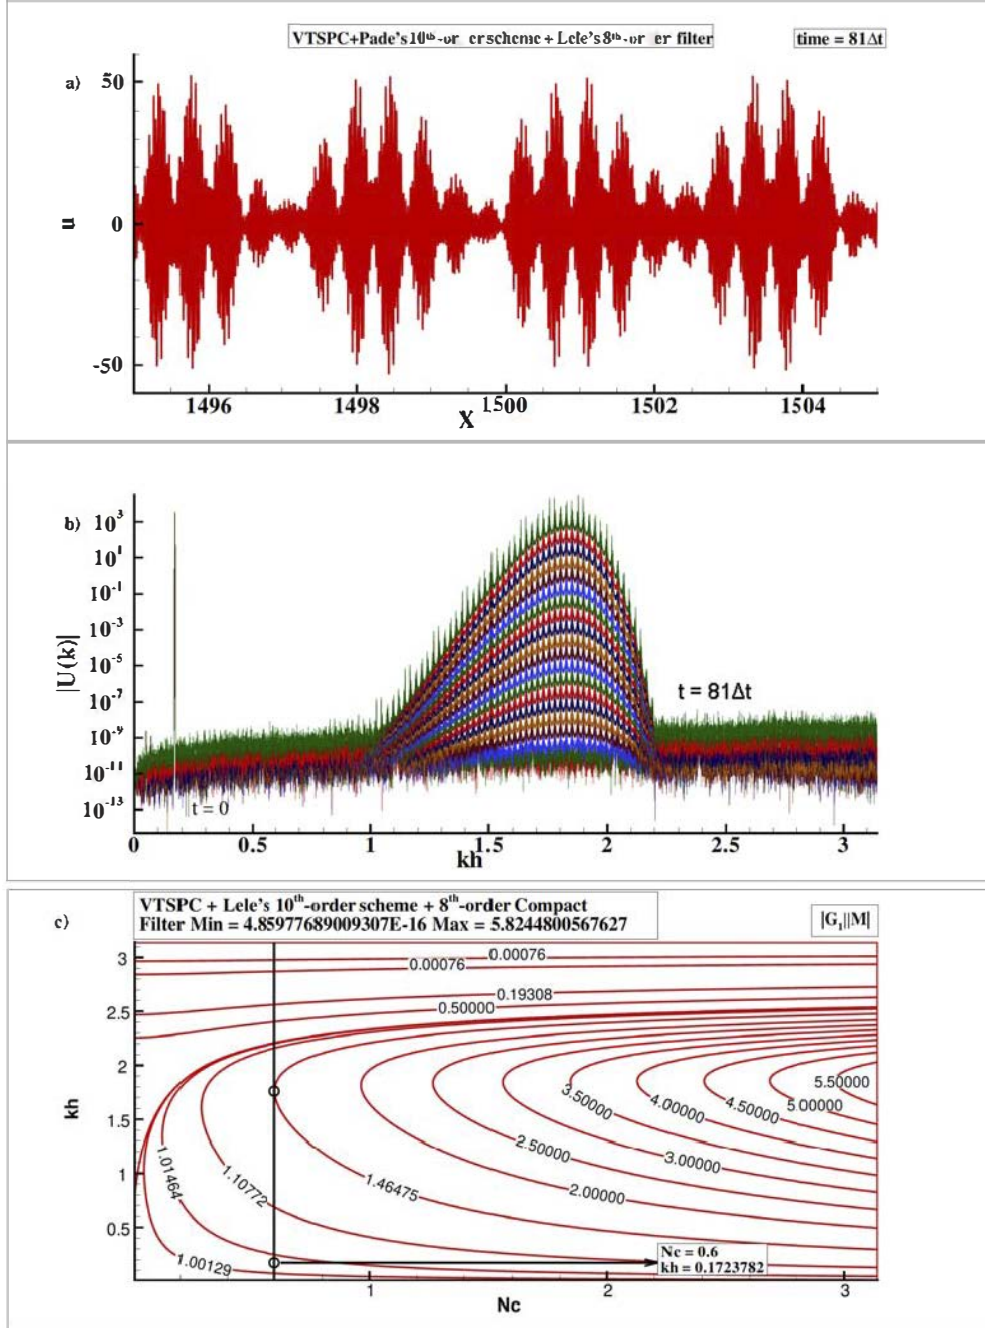 VTSPC+Pade's 10th-or er scheme + Lele's 8th-or er filter
time = 81Δt
a)
50
u
0
-50
1496
1498
1500
1502
1504
X
b)
10³
10¹
10⁻¹
10⁻³
10⁻⁵
10⁻⁷
10⁻⁹
10⁻¹¹
10⁻¹³
|U(k)|
t = 81Δt
t = 0
0
0.5
1
1.5
2
2.5
3
kh
c)
VTSPC + Lele's 10th-order scheme + 8th-order Compact
Filter Min = 4.85977689009307E-16 Max = 5.8244800567627
|G₁||M|
3
2.5
2
1.5
1
0.5
kh
0.00076
0.00076
0.19308
0.50000
5.50000
5.00000
4.50000
4.00000
3.50000
3.00000
2.50000
2.00000
1.46475
1.10772
1.01464
1.00129
Nc = 0.6
kh = 0.1723782
1
2
3
Nc